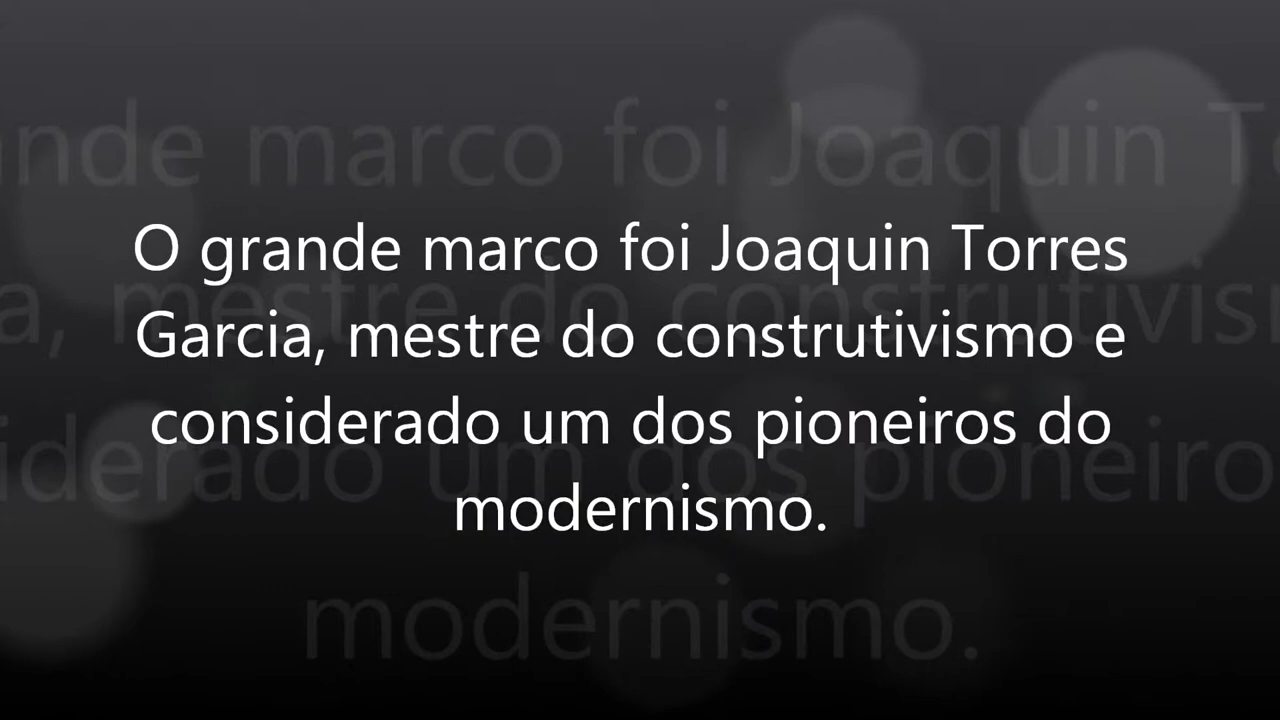 O grande marco foi Joaquin Torres
Garcia, mestre do construtivismo e
considerado um dos pioneiros do
modernismo.